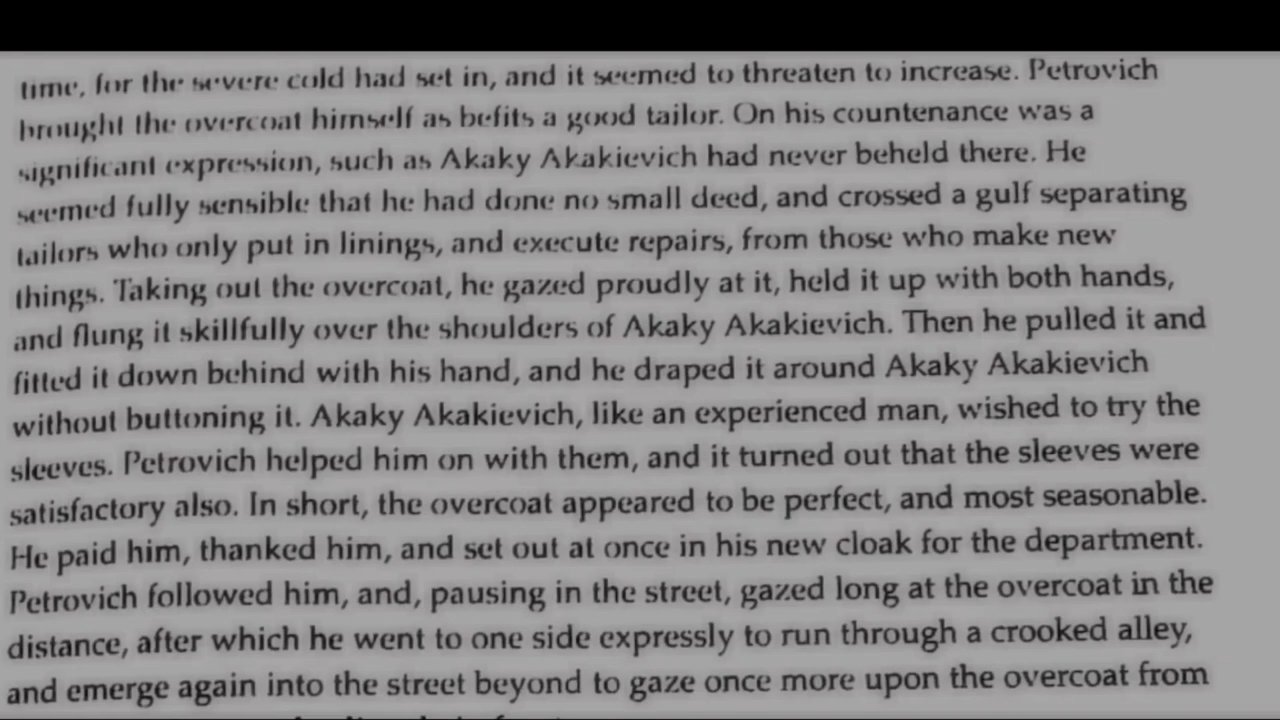 time, for the severe cold had set in, and it seemed to threaten to increase. Petrovich
brought the overcoat himself as befits a good tailor. On his countenance was a
significant expression, such as Akaky Akakievich had never beheld there. He
seemed fully sensible that he had done no small deed, and crossed a gulf separating
tailors who only put in linings, and execute repairs, from those who make new
things. Taking out the overcoat, he gazed proudly at it, held it up with both hands,
and flung it skillfully over the shoulders of Akaky Akakievich. Then he pulled it and
fitted it down behind with his hand, and he draped it around Akaky Akakievich
without buttoning it. Akaky Akakievich, like an experienced man, wished to try the
sleeves. Petrovich helped him on with them, and it turned out that the sleeves were
satisfactory also. In short, the overcoat appeared to be perfect, and most seasonable.
He paid him, thanked him, and set out at once in his new cloak for the department.
Petrovich followed him, and, pausing in the street, gazed long at the overcoat in the
distance, after which he went to one side expressly to run through a crooked alley,
and emerge again into the street beyond to gaze once more upon the overcoat from